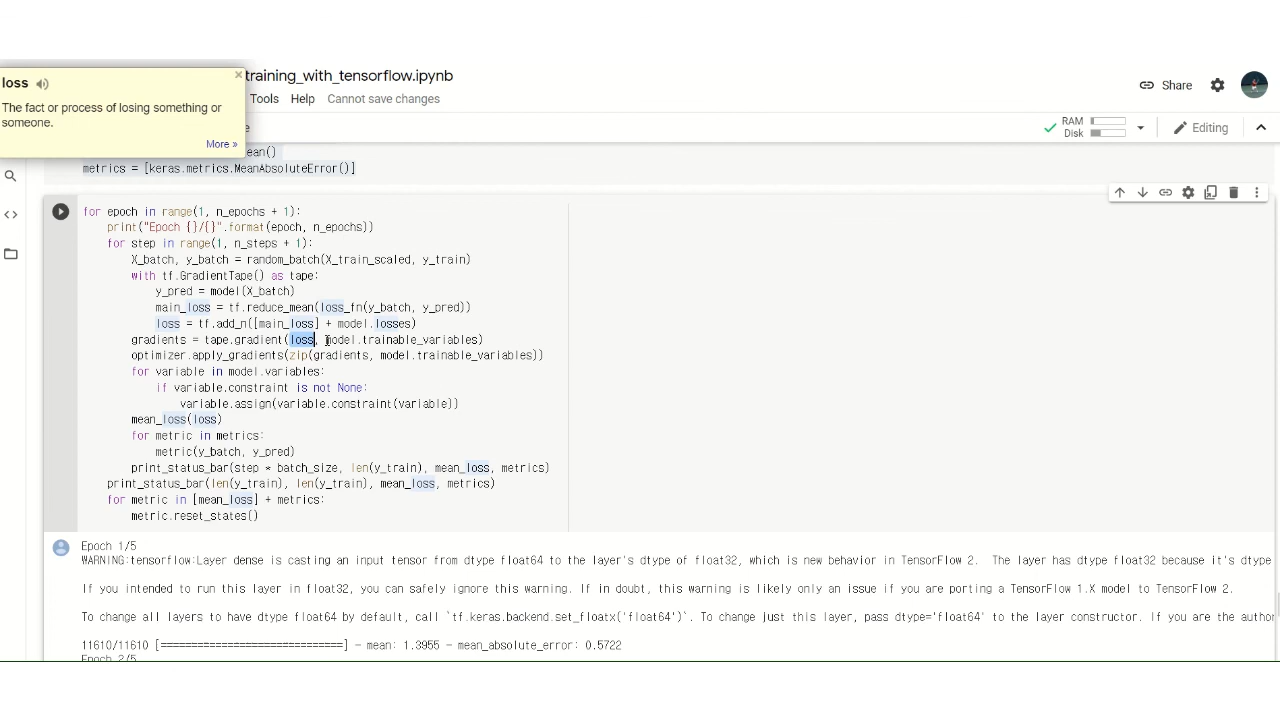 loss
×
The fact or process of losing something or
someone.
More »
training_with_tensorflow.ipynb
Tools Help Cannot save changes
Share
RAM
Disk
Editing
ean()
metrics = [keras.metrics.MeanAbsoluteError()]
for epoch in range(1, n_epochs + 1):
print("Epoch {}/{}".format(epoch, n_epochs))
for step in range(1, n_steps + 1):
X_batch, y_batch = random_batch(X_train_scaled, y_train)
with tf.GradientTape() as tape:
y_pred = model(X_batch)
main_loss = tf.reduce_mean(loss_fn(y_batch, y_pred))
loss = tf.add_n([main_loss] + model.losses)
gradients = tape.gradient(loss, model.trainable_variables)
optimizer.apply_gradients(zip(gradients, model.trainable_variables))
for variable in model.variables:
if variable.constraint is not None:
variable.assign(variable.constraint(variable))
mean_loss(loss)
for metric in metrics:
metric(y_batch, y_pred)
print_status_bar(step * batch_size, len(y_train), mean_loss, metrics)
print_status_bar(len(y_train), len(y_train), mean_loss, metrics)
for metric in [mean_loss] + metrics:
metric.reset_states()
Epoch 1/5
WARNING:tensorflow:Layer dense is casting an input tensor from dtype float64 to the layer's dtype of float32, which is new behavior in TensorFlow 2. The layer has dtype float32 because it's dtype
If you intended to run this layer in float32, you can safely ignore this warning. If in doubt, this warning is likely only an issue if you are porting a TensorFlow 1.X model to TensorFlow 2.
To change all layers to have dtype float64 by default, call `tf.keras.backend.set_floatx('float64')`. To change just this layer, pass dtype='float64' to the layer constructor. If you are the author
11610/11610 [==============================] - mean: 1.3955 - mean_absolute_error: 0.5722
Epoch 2/5